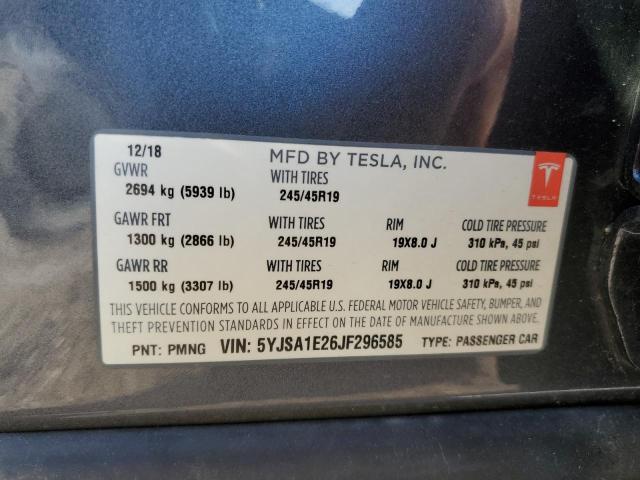 12/18 MFD BY TESLA, INC.
GVWR WITH TIRES
2694 kg (5939 lb) 245/45R19
TESLA
GAWR FRT WITH TIRES RIM COLD TIRE PRESSURE
1300 kg (2866 lb) 245/45R19 19X8.0 J 310 kPa, 45 psi
GAWR RR WITH TIRES RIM COLD TIRE PRESSURE
1500 kg (3307 lb) 245/45R19 19X8.0 J 310 kPa, 45 psi
THIS VEHICLE CONFORMS TO ALL APPLICABLE U.S. FEDERAL MOTOR VEHICLE SAFETY, BUMPER, AND
THEFT PREVENTION STANDARDS IN EFFECT ON THE DATE OF MANUFACTURE SHOWN ABOVE.
PNT: PMNG VIN: 5YJSA1E26JF296585 TYPE: PASSENGER CAR